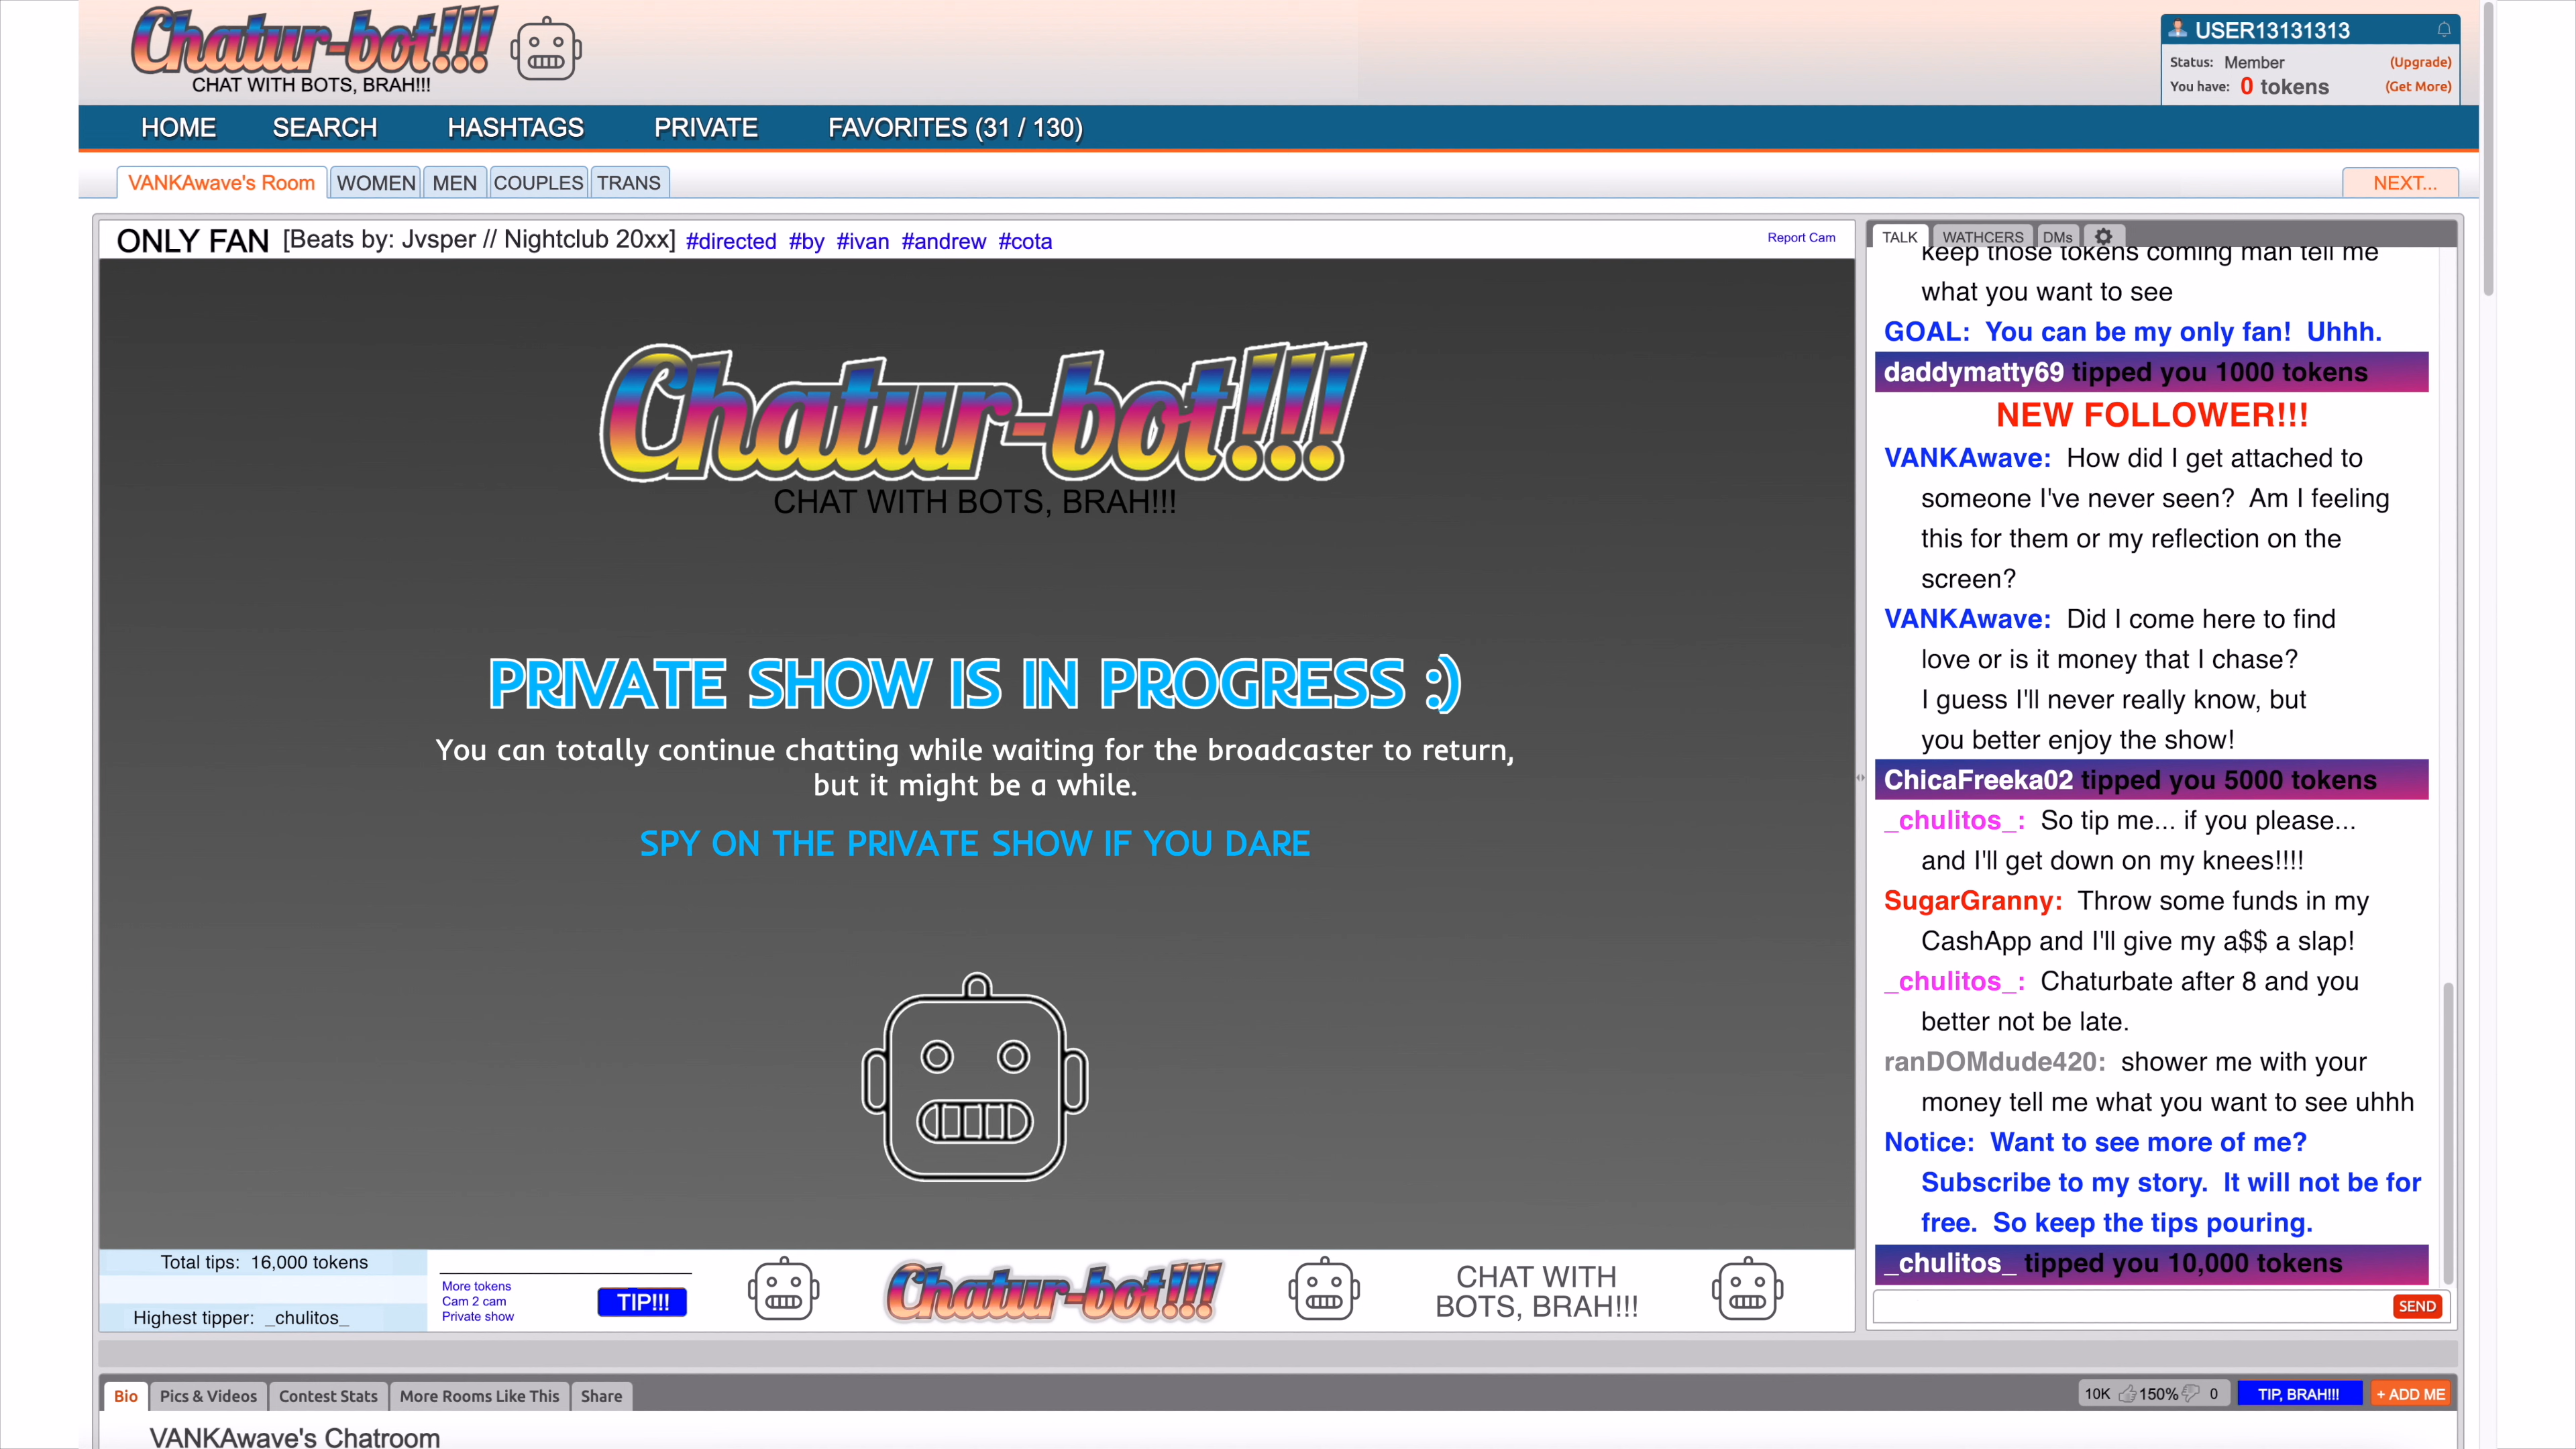 Chatur-bot!!!
CHAT WITH BOTS, BRAH!!!
USER13131313
Status: Member (Upgrade)
You have: 0 tokens (Get More)
HOME SEARCH HASHTAGS PRIVATE FAVORITES (31 / 130)
VANKAwave's Room WOMEN MEN COUPLES TRANS NEXT...
ONLY FAN [Beats by: Jvsper // Nightclub 20xx] #directed #by #ivan #andrew #cota Report Cam
Chatur-bot!!!
CHAT WITH BOTS, BRAH!!!
PRIVATE SHOW IS IN PROGRESS :)
You can totally continue chatting while waiting for the broadcaster to return,
but it might be a while.
SPY ON THE PRIVATE SHOW IF YOU DARE
TALK WATHCERS DMs
keep those tokens coming man tell me
what you want to see
GOAL: You can be my only fan! Uhhh.
daddymatty69 tipped you 1000 tokens
NEW FOLLOWER!!!
VANKAwave: How did I get attached to
someone I've never seen? Am I feeling
this for them or my reflection on the
screen?
VANKAwave: Did I come here to find
love or is it money that I chase?
I guess I'll never really know, but
you better enjoy the show!
ChicaFreeka02 tipped you 5000 tokens
_chulitos_: So tip me... if you please...
and I'll get down on my knees!!!!
SugarGranny: Throw some funds in my
CashApp and I'll give my a$$ a slap!
_chulitos_: Chaturbate after 8 and you
better not be late.
ranDOMdude420: shower me with your
money tell me what you want to see uhhh
Notice: Want to see more of me?
Subscribe to my story. It will not be for
free. So keep the tips pouring.
_chulitos_ tipped you 10,000 tokens
SEND
Total tips: 16,000 tokens
Highest tipper: _chulitos_
More tokens
Cam 2 cam
Private show
TIP!!!
Chatur-bot!!!
CHAT WITH
BOTS, BRAH!!!
Bio Pics & Videos Contest Stats More Rooms Like This Share
10K 150% 0 TIP, BRAH!!! + ADD ME
VANKAwave's Chatroom